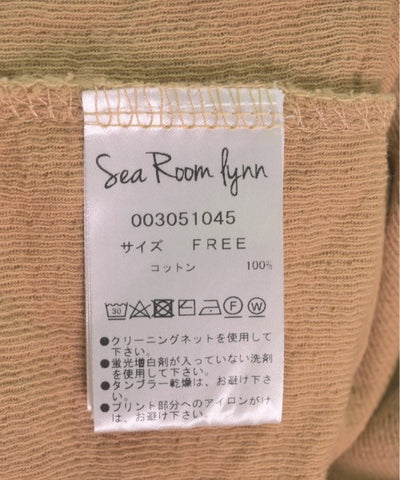 Sea Room lynn
003051045
サイズ FREE
コットン 100%
30 F W
●クリーニングネットを使用して
下さい。
●蛍光増白剤が入っていない洗剤
をお使い下さい。
●タンブラー乾燥は、お避け下さ
い。
●プリント部分へのアイロンがけ
は、お避け下さい。